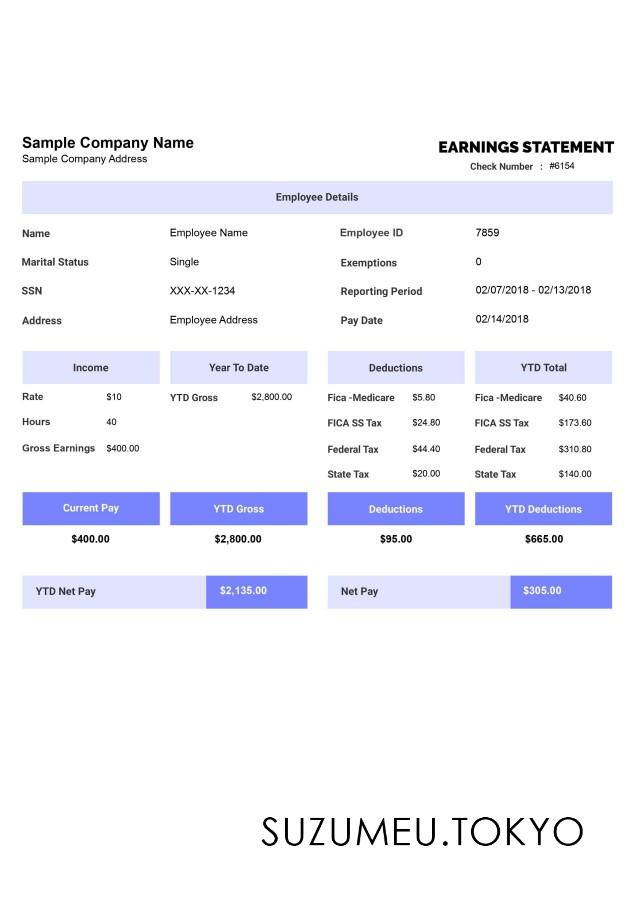 Sample Company Name
Sample Company Address
EARNINGS STATEMENT
Check Number : #6154
Employee Details
Name Employee Name Employee ID 7859
Marital Status Single Exemptions 0
SSN XXX-XX-1234 Reporting Period 02/07/2018 - 02/13/2018
Address Employee Address Pay Date 02/14/2018
Income Year To Date Deductions YTD Total
Rate $10 YTD Gross $2,800.00 Fica -Medicare $5.80 Fica -Medicare $40.60
Hours 40 FICA SS Tax $24.80 FICA SS Tax $173.60
Gross Earnings $400.00 Federal Tax $44.40 Federal Tax $310.80
State Tax $20.00 State Tax $140.00
Current Pay YTD Gross Deductions YTD Deductions
$400.00 $2,800.00 $95.00 $665.00
YTD Net Pay $2,135.00 Net Pay $305.00
SUZUMEU.TOKYO